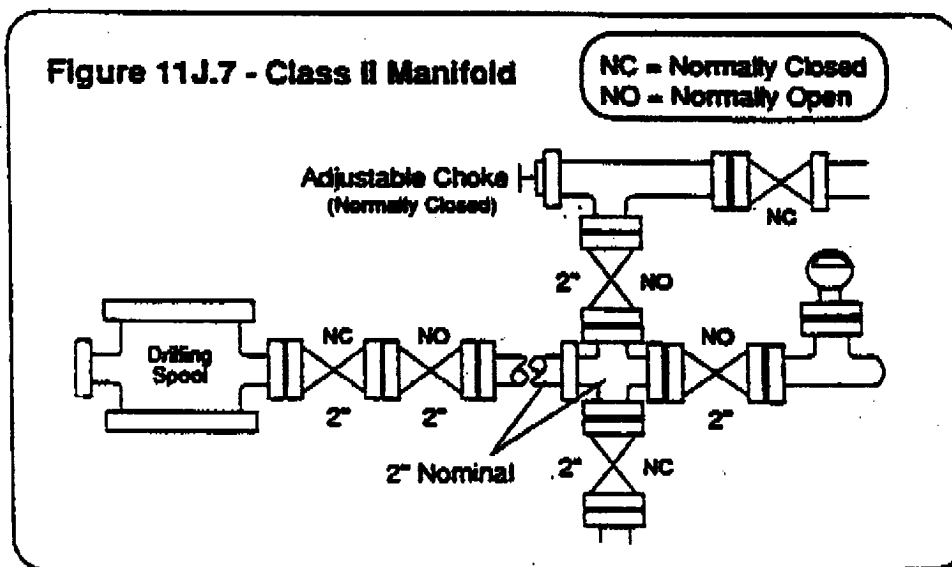 Figure 11J.7 - Class II Manifold
NC = Normally Closed
NO = Normally Open
Adjustable Choke
(Normally Closed)
NC
2"
NO
Drilling
Spool
NC
NO
NO
2"
2"
2"
2" Nominal
2"
NC